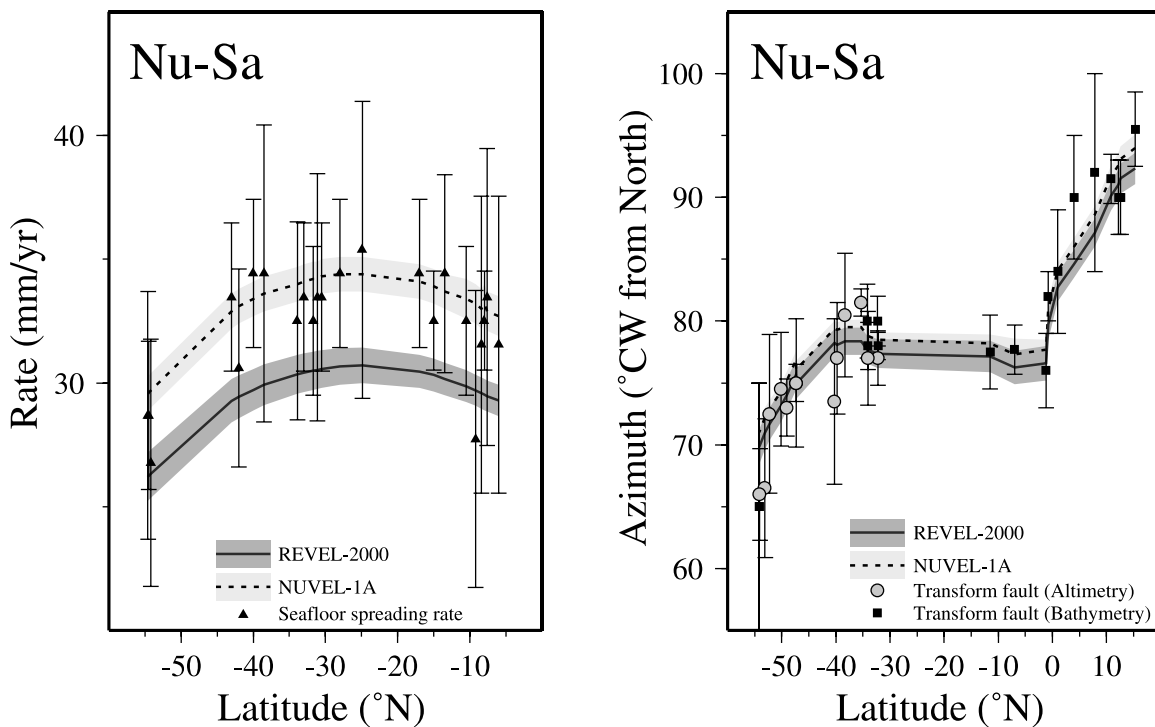 Nu-Sa
40
30
Rate (mm/yr)
REVEL-2000
NUVEL-1A
Seafloor spreading rate
-50 -40 -30 -20 -10
Latitude (˚N)
Nu-Sa
100
90
80
70
60
Azimuth (˚CW from North)
REVEL-2000
NUVEL-1A
Transform fault (Altimetry)
Transform fault (Bathymetry)
-50 -40 -30 -20 -10 0 10
Latitude (˚N)